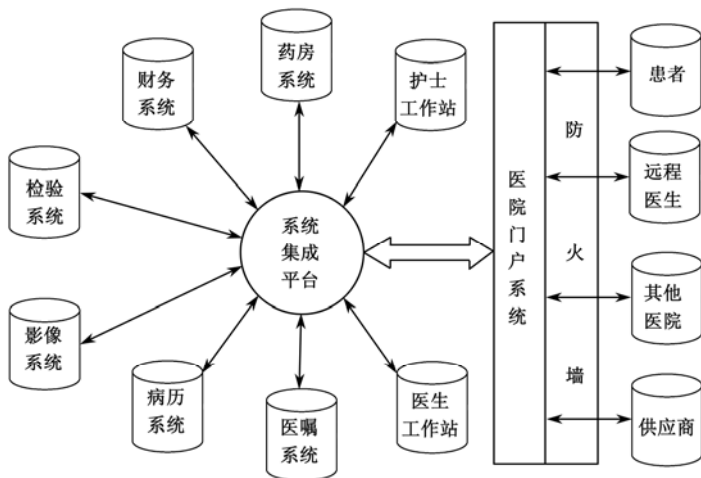 药房
系统
财务
系统
护士
工作站
检验
系统
系统
集成
平台
影像
系统
病历
系统
医嘱
系统
医生
工作站
医院门户系统
防火墙
患者
远程
医生
其他
医院
供应商